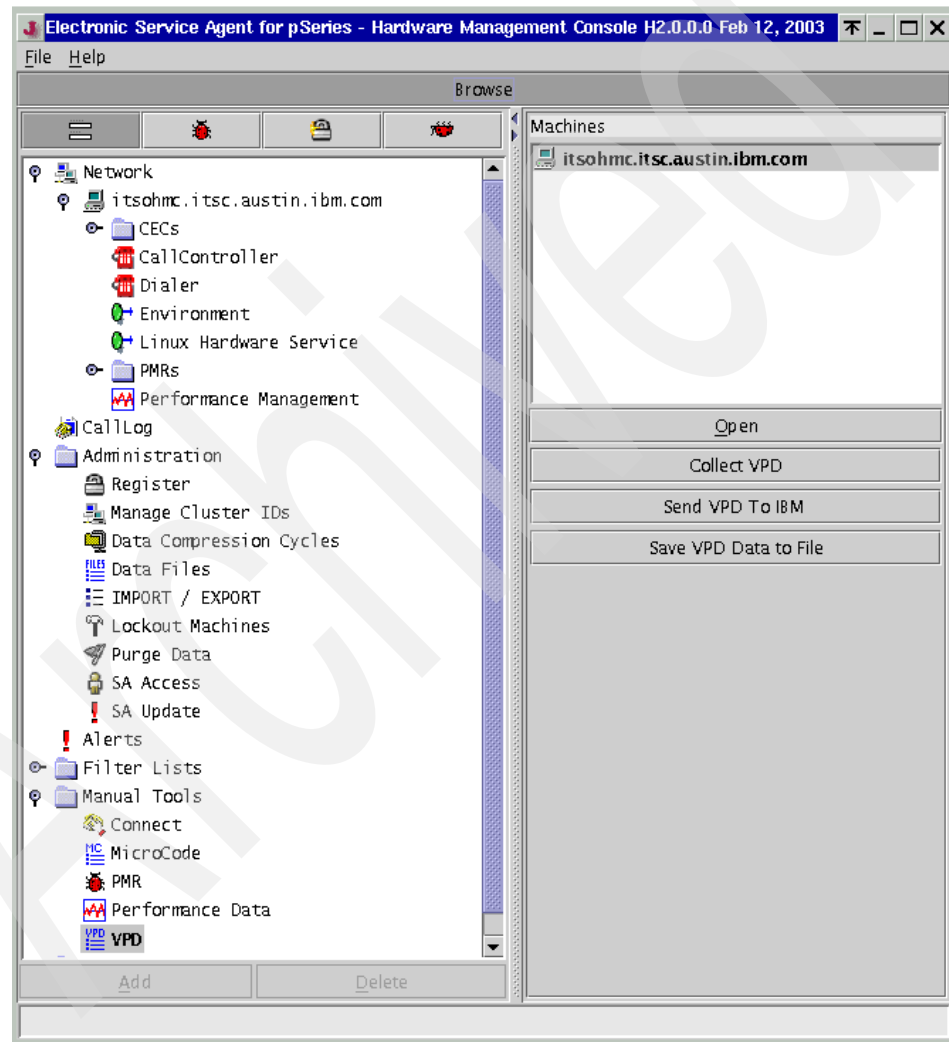 Electronic Service Agent for pSeries - Hardware Management Console H2.0.0.0 Feb 12, 2003
File Help
Browse
Network
itsohmc.itsc.austin.ibm.com
CECs
CallController
Dialer
Environment
Linux Hardware Service
PMRs
Performance Management
CallLog
Administration
Register
Manage Cluster IDs
Data Compression Cycles
FILES Data Files
IMPORT / EXPORT
Lockout Machines
Purge Data
SA Access
SA Update
Alerts
Filter Lists
Manual Tools
Connect
MC MicroCode
PMR
Performance Data
VPD VPD
Add Delete
Machines
itsohmc.itsc.austin.ibm.com
Open
Collect VPD
Send VPD To IBM
Save VPD Data to File
Archived